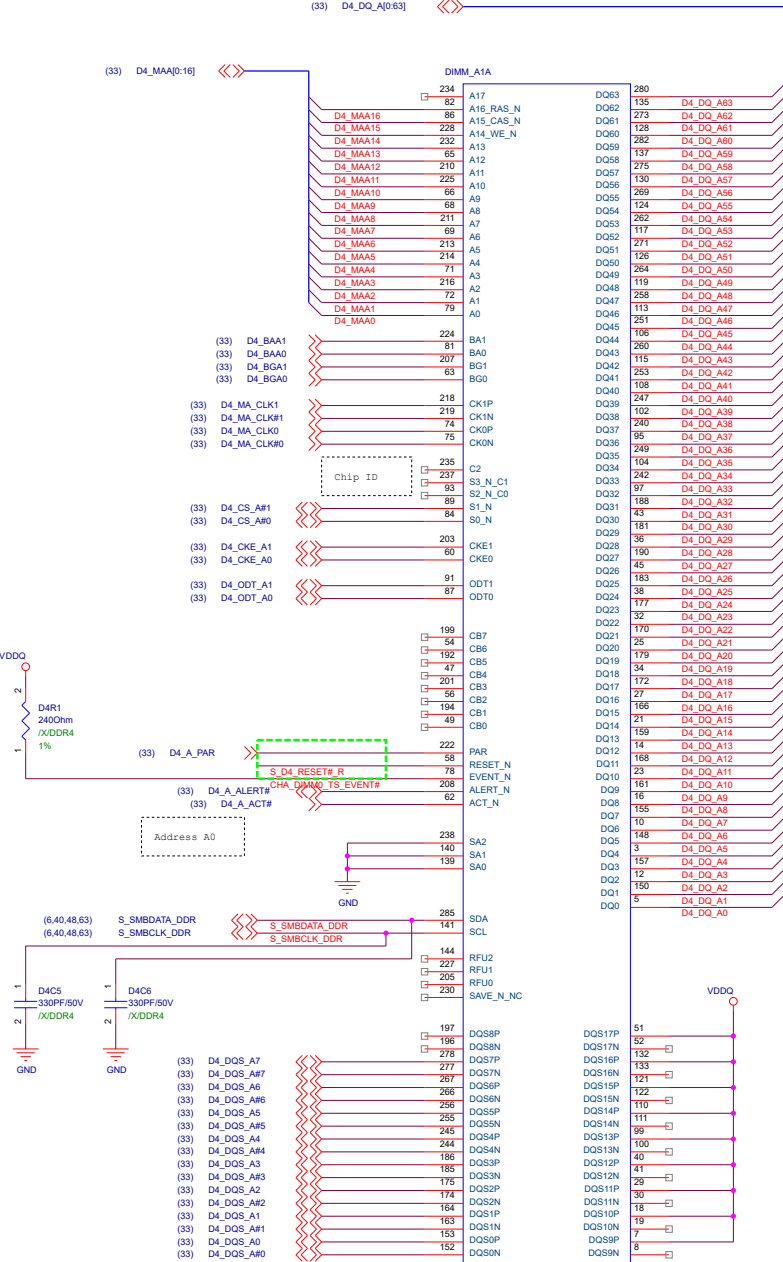 (33) D4_DQ_A[0:63]
(33) D4_MAA[0:16]
DIMM_A1A
234 A17
82 A16_RAS_N
D4_MAA16 86 A15_CAS_N
D4_MAA15 228 A14_WE_N
D4_MAA14 232 A13
D4_MAA13 65 A12
D4_MAA12 210 A11
D4_MAA11 225 A10
D4_MAA10 66 A9
D4_MAA9 68 A8
D4_MAA8 211 A7
D4_MAA7 69 A6
D4_MAA6 213 A5
D4_MAA5 214 A4
D4_MAA4 71 A3
D4_MAA3 216 A2
D4_MAA2 72 A1
D4_MAA1 79 A0
D4_MAA0
(33) D4_BAA1 224 BA1
(33) D4_BAA0 81 BA0
(33) D4_BGA1 207 BG1
(33) D4_BGA0 63 BG0
(33) D4_MA_CLK1 218 CK1P
(33) D4_MA_CLK#1 219 CK1N
(33) D4_MA_CLK0 74 CK0P
(33) D4_MA_CLK#0 75 CK0N
Chip ID
235 C2
237 S3_N_C1
93 S2_N_C0
(33) D4_CS_A#1 89 S1_N
(33) D4_CS_A#0 84 S0_N
(33) D4_CKE_A1 203 CKE1
(33) D4_CKE_A0 60 CKE0
(33) D4_ODT_A1 91 ODT1
(33) D4_ODT_A0 87 ODT0
199 CB7
54 CB6
192 CB5
47 CB4
201 CB3
56 CB2
194 CB1
49 CB0
VDDQ
2
D4R1
240Ohm
/X/DDR4
1%
1
(33) D4_A_PAR 222 PAR
58 RESET_N
S_D4_RESET#_R 78 EVENT_N
CHA_DIMM0_TS_EVENT#
(33) D4_A_ALERT# 208 ALERT_N
(33) D4_A_ACT# 62 ACT_N
Address A0
238 SA2
140 SA1
139 SA0
GND
(6,40,48,63) S_SMBDATA_DDR 285 SDA
S_SMBDATA_DDR
(6,40,48,63) S_SMBCLK_DDR 141 SCL
S_SMBCLK_DDR
144 RFU2
227 RFU1
205 RFU0
230 SAVE_N_NC
1 D4C5 1 D4C6
330PF/50V 330PF/50V
2 /X/DDR4 2 /X/DDR4
GND GND
197 DQS8P
196 DQS8N
(33) D4_DQS_A7 278 DQS7P
(33) D4_DQS_A#7 277 DQS7N
(33) D4_DQS_A6 267 DQS6P
(33) D4_DQS_A#6 266 DQS6N
(33) D4_DQS_A5 256 DQS5P
(33) D4_DQS_A#5 255 DQS5N
(33) D4_DQS_A4 245 DQS4P
(33) D4_DQS_A#4 244 DQS4N
(33) D4_DQS_A3 186 DQS3P
(33) D4_DQS_A#3 185 DQS3N
(33) D4_DQS_A2 175 DQS2P
(33) D4_DQS_A#2 174 DQS2N
(33) D4_DQS_A1 164 DQS1P
(33) D4_DQS_A#1 163 DQS1N
(33) D4_DQS_A0 153 DQS0P
(33) D4_DQS_A#0 152 DQS0N
DQ63 280
DQ62 135 D4_DQ_A63
DQ61 273 D4_DQ_A62
DQ60 128 D4_DQ_A61
DQ59 282 D4_DQ_A60
DQ58 137 D4_DQ_A59
DQ57 275 D4_DQ_A58
DQ56 130 D4_DQ_A57
DQ55 269 D4_DQ_A56
DQ54 124 D4_DQ_A55
DQ53 262 D4_DQ_A54
DQ52 117 D4_DQ_A53
DQ51 271 D4_DQ_A52
DQ50 126 D4_DQ_A51
DQ49 264 D4_DQ_A50
DQ48 119 D4_DQ_A49
DQ47 258 D4_DQ_A48
DQ46 113 D4_DQ_A47
DQ45 251 D4_DQ_A46
DQ44 106 D4_DQ_A45
DQ43 260 D4_DQ_A44
DQ42 115 D4_DQ_A43
DQ41 253 D4_DQ_A42
DQ40 108 D4_DQ_A41
DQ39 247 D4_DQ_A40
DQ38 102 D4_DQ_A39
DQ37 240 D4_DQ_A38
DQ36 95 D4_DQ_A37
DQ35 249 D4_DQ_A36
DQ34 104 D4_DQ_A35
DQ33 242 D4_DQ_A34
DQ32 97 D4_DQ_A33
DQ31 188 D4_DQ_A32
DQ30 43 D4_DQ_A31
DQ29 181 D4_DQ_A30
DQ28 36 D4_DQ_A29
DQ27 190 D4_DQ_A28
DQ26 45 D4_DQ_A27
DQ25 183 D4_DQ_A26
DQ24 38 D4_DQ_A25
DQ23 177 D4_DQ_A24
DQ22 32 D4_DQ_A23
DQ21 170 D4_DQ_A22
DQ20 25 D4_DQ_A21
DQ19 179 D4_DQ_A20
DQ18 34 D4_DQ_A19
DQ17 172 D4_DQ_A18
DQ16 27 D4_DQ_A17
DQ15 166 D4_DQ_A16
DQ14 21 D4_DQ_A15
DQ13 159 D4_DQ_A14
DQ12 14 D4_DQ_A13
DQ11 168 D4_DQ_A12
DQ10 23 D4_DQ_A11
DQ9 161 D4_DQ_A10
DQ8 16 D4_DQ_A9
DQ7 155 D4_DQ_A8
DQ6 10 D4_DQ_A7
DQ5 148 D4_DQ_A6
DQ4 3 D4_DQ_A5
DQ3 157 D4_DQ_A4
DQ2 12 D4_DQ_A3
DQ1 150 D4_DQ_A2
DQ0 5 D4_DQ_A1
D4_DQ_A0
VDDQ
DQS17P 51
DQS17N 52
DQS16P 132
DQS16N 133
DQS15P 121
DQS15N 122
DQS14P 110
DQS14N 111
DQS13P 99
DQS13N 100
DQS12P 40
DQS12N 41
DQS11P 29
DQS11N 30
DQS10P 18
DQS10N 19
DQS9P 7
DQS9N 8